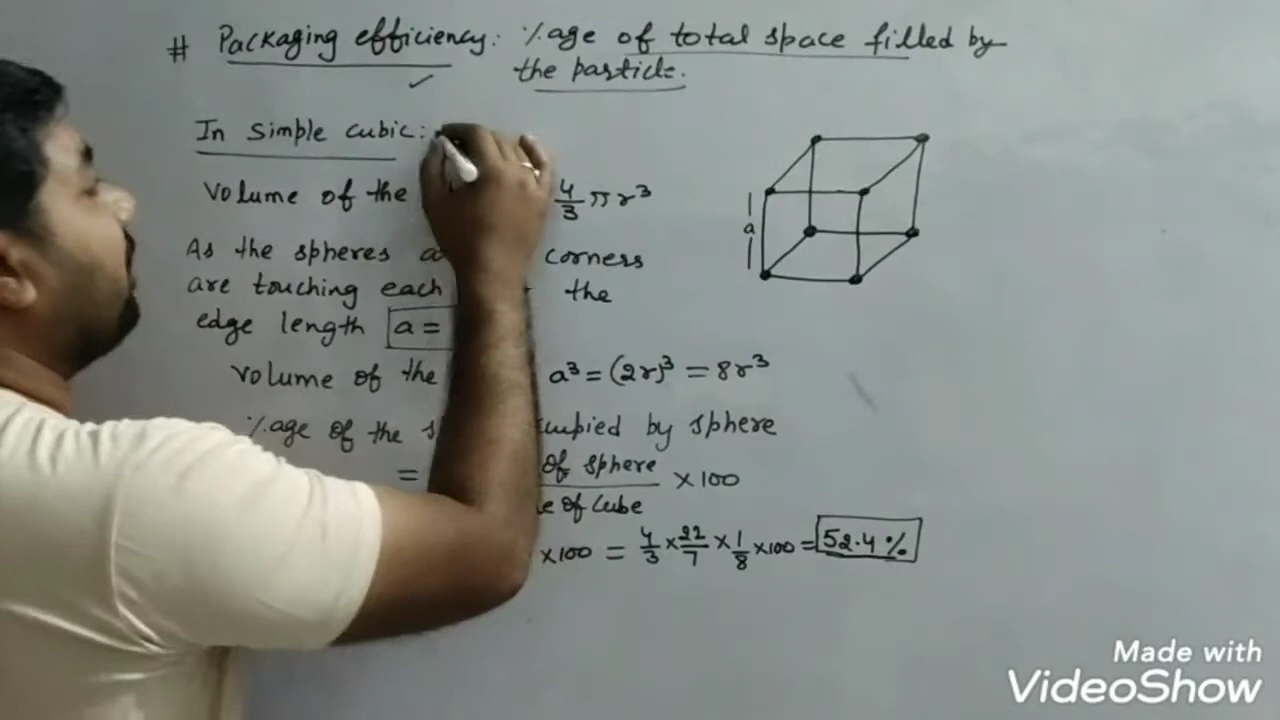 # Packaging efficiency: %age of total space filled by
the particle.
In simple cubic:
Volume of the 4/3 πr³
As the spheres corners
are touching each the
edge length a =
a
Volume of the a³ = (2r)³ = 8r³
%age of the by sphere
= of sphere / of Cube ×100
×100 = 4/3 × 22/7 × 1/8 ×100 = 52.4 %
Made with
VideoShow